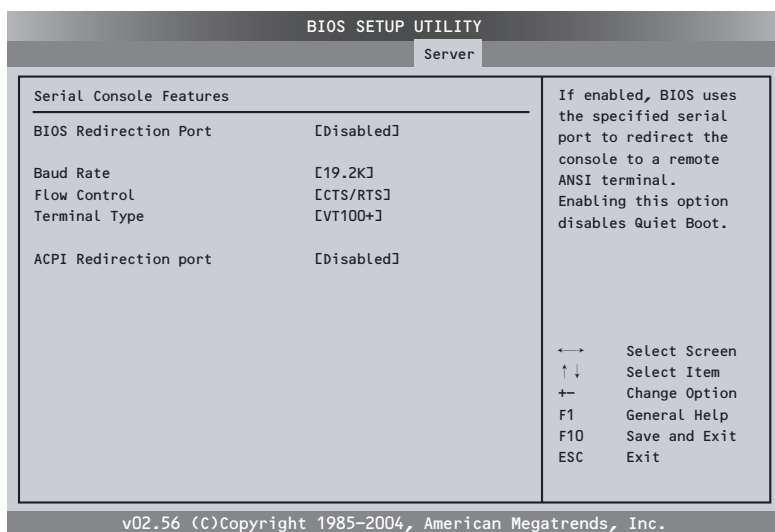 BIOS SETUP UTILITY
Server
Serial Console Features
BIOS Redirection Port [Disabled]
Baud Rate [19.2K]
Flow Control [CTS/RTS]
Terminal Type [VT100+]
ACPI Redirection port [Disabled]
If enabled, BIOS uses
the specified serial
port to redirect the
console to a remote
ANSI terminal.
Enabling this option
disables Quiet Boot.
←→ Select Screen
↑↓ Select Item
+- Change Option
F1 General Help
F10 Save and Exit
ESC Exit
v02.56 (C)Copyright 1985-2004, American Megatrends, Inc.